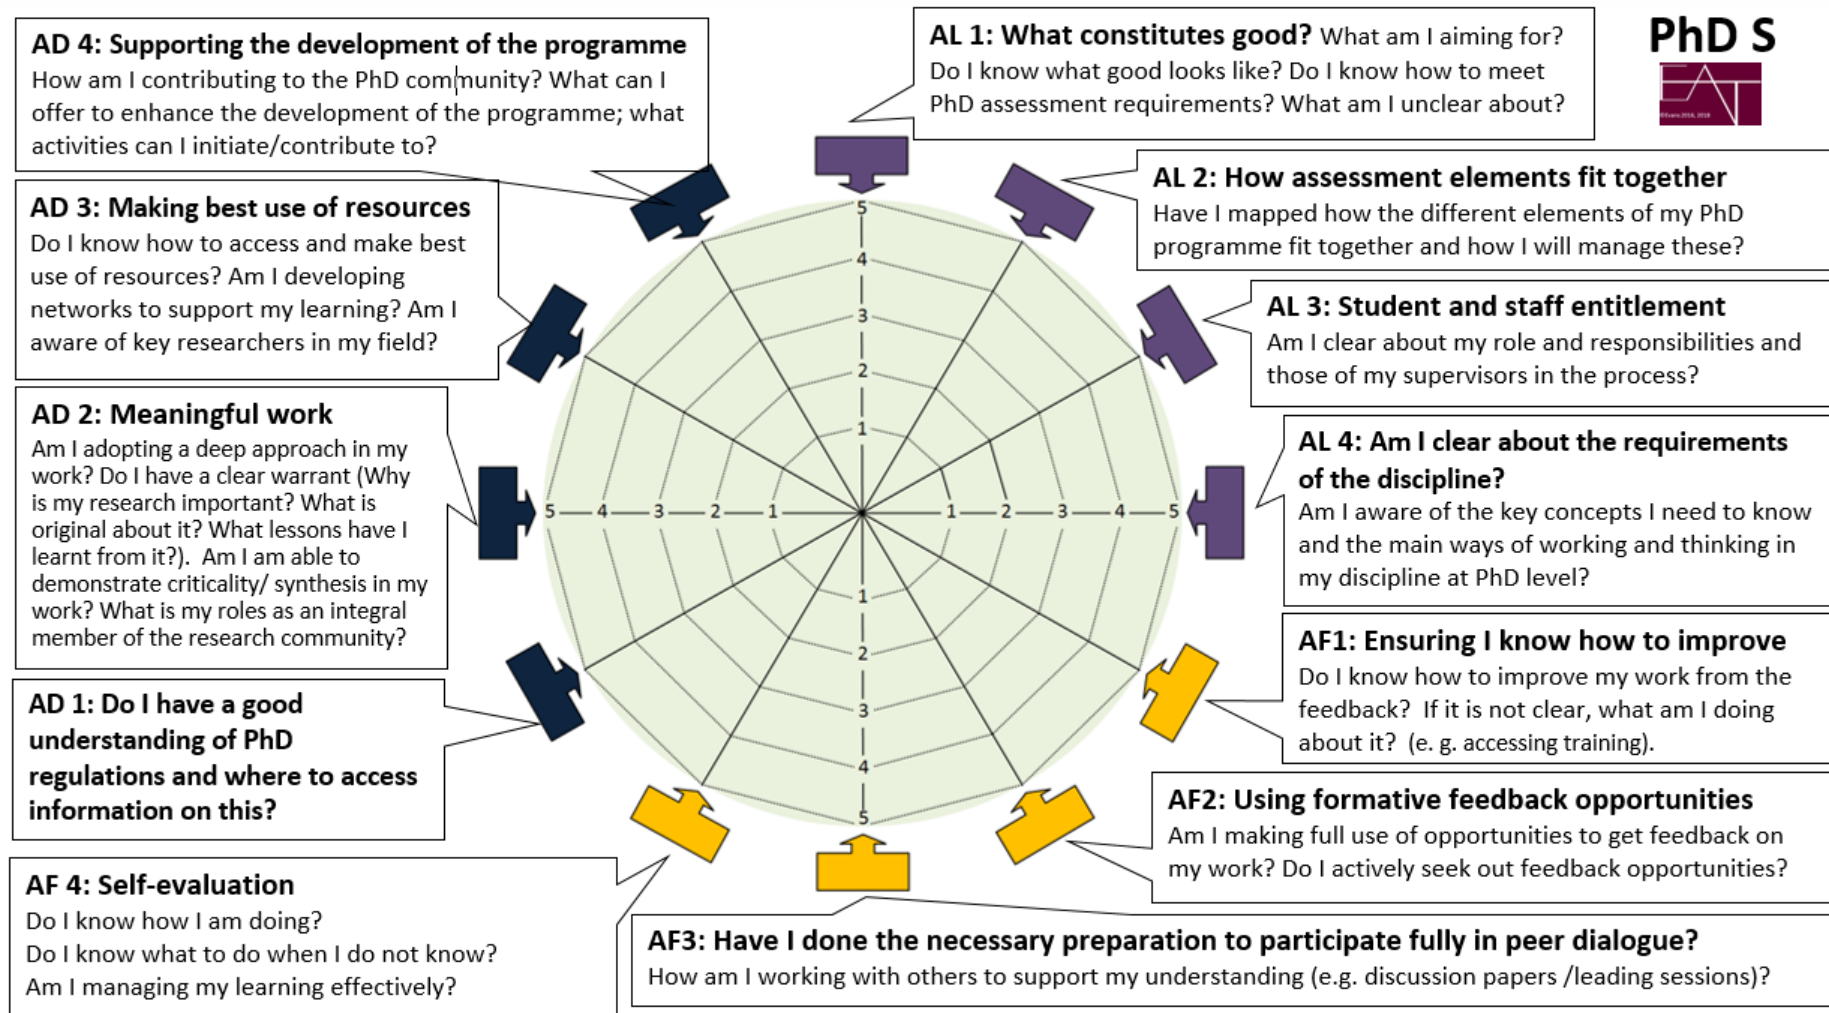 AD 4: Supporting the development of the programme
How am I contributing to the PhD community? What can I
offer to enhance the development of the programme; what
activities can I initiate/contribute to?
AL 1: What constitutes good? What am I aiming for?
Do I know what good looks like? Do I know how to meet
PhD assessment requirements? What am I unclear about?
PhD S
EAT
©Evans 2016, 2018
AL 2: How assessment elements fit together
Have I mapped how the different elements of my PhD
programme fit together and how I will manage these?
AD 3: Making best use of resources
Do I know how to access and make best
use of resources? Am I developing
networks to support my learning? Am I
aware of key researchers in my field?
AL 3: Student and staff entitlement
Am I clear about my role and responsibilities and
those of my supervisors in the process?
AD 2: Meaningful work
Am I adopting a deep approach in my
work? Do I have a clear warrant (Why
is my research important? What is
original about it? What lessons have I
learnt from it?).  Am I am able to
demonstrate criticality/ synthesis in my
work? What is my roles as an integral
member of the research community?
AL 4: Am I clear about the requirements
of the discipline?
Am I aware of the key concepts I need to know
and the main ways of working and thinking in
my discipline at PhD level?
5
4
3
2
1
5 4 3 2 1 1 2 3 4 5
1
2
3
4
5
AD 1: Do I have a good
understanding of PhD
regulations and where to access
information on this?
AF1: Ensuring I know how to improve
Do I know how to improve my work from the
feedback?  If it is not clear, what am I doing
about it?  (e. g. accessing training).
AF2: Using formative feedback opportunities
Am I making full use of opportunities to get feedback on
my work? Do I actively seek out feedback opportunities?
AF 4: Self-evaluation
Do I know how I am doing?
Do I know what to do when I do not know?
Am I managing my learning effectively?
AF3: Have I done the necessary preparation to participate fully in peer dialogue?
How am I working with others to support my understanding (e.g. discussion papers /leading sessions)?